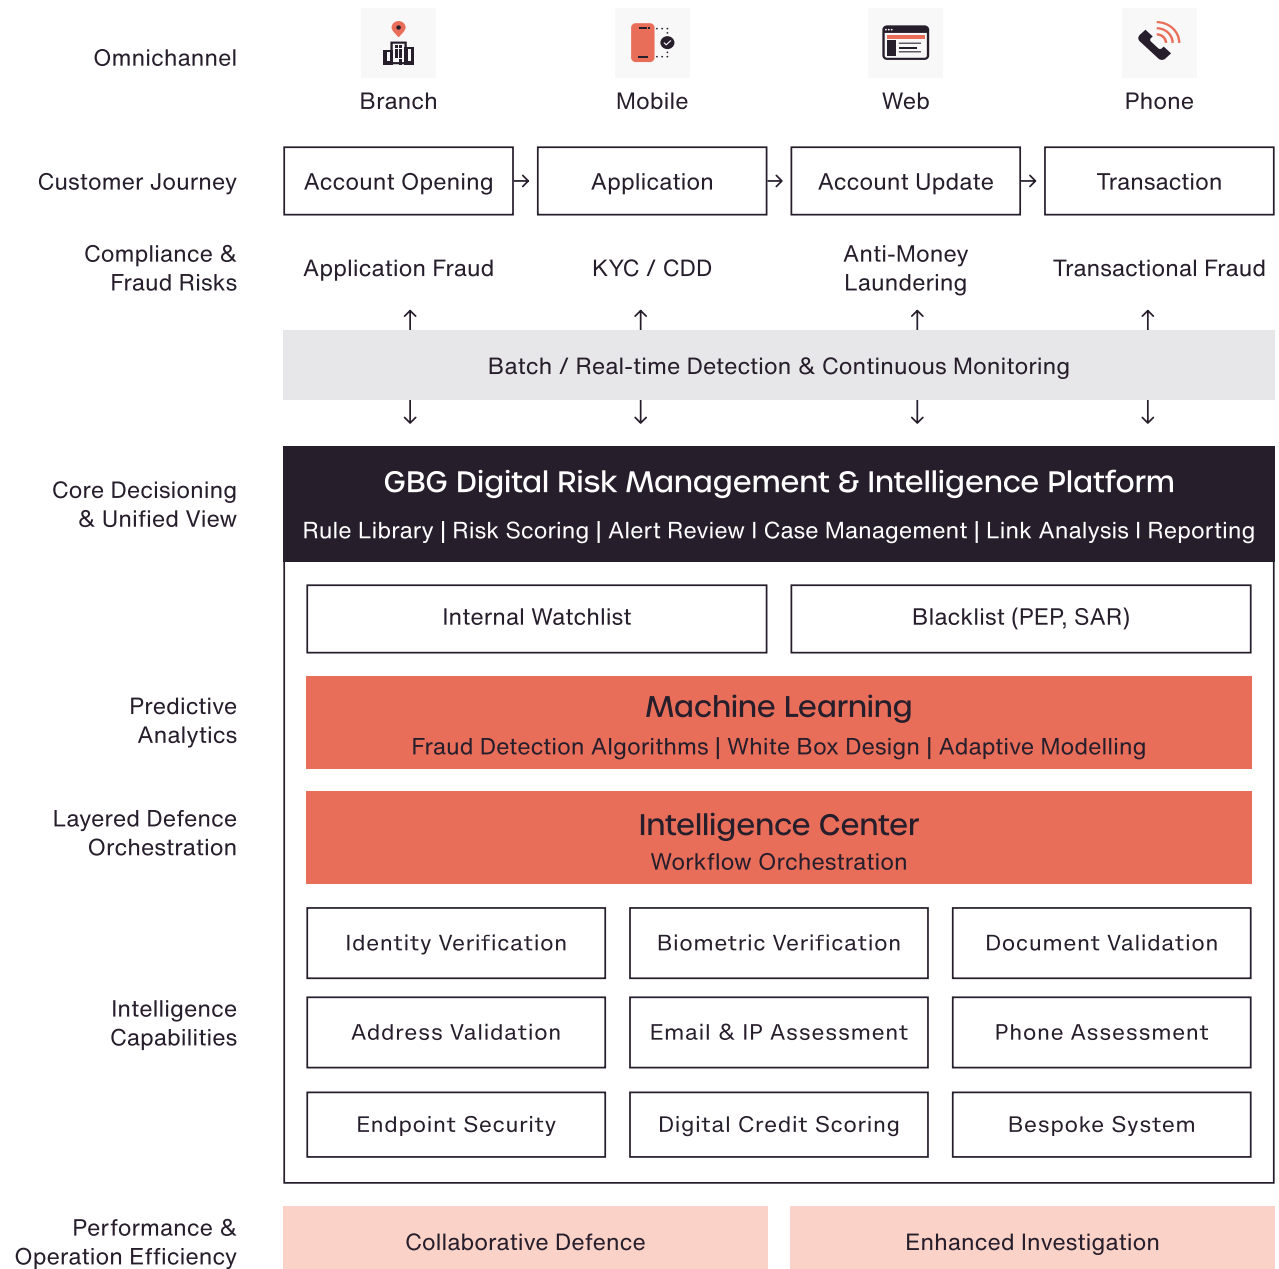 Omnichannel
Branch
Mobile
Web
Phone
Customer Journey
Account Opening
Application
Account Update
Transaction
Compliance &
Fraud Risks
Application Fraud
KYC / CDD
Anti-Money
Laundering
Transactional Fraud
Batch / Real-time Detection & Continuous Monitoring
Core Decisioning
& Unified View
GBG Digital Risk Management & Intelligence Platform
Rule Library | Risk Scoring | Alert Review I Case Management | Link Analysis I Reporting
Internal Watchlist
Blacklist (PEP, SAR)
Predictive
Analytics
Machine Learning
Fraud Detection Algorithms | White Box Design | Adaptive Modelling
Layered Defence
Orchestration
Intelligence Center
Workflow Orchestration
Intelligence
Capabilities
Identity Verification
Biometric Verification
Document Validation
Address Validation
Email & IP Assessment
Phone Assessment
Endpoint Security
Digital Credit Scoring
Bespoke System
Performance &
Operation Efficiency
Collaborative Defence
Enhanced Investigation